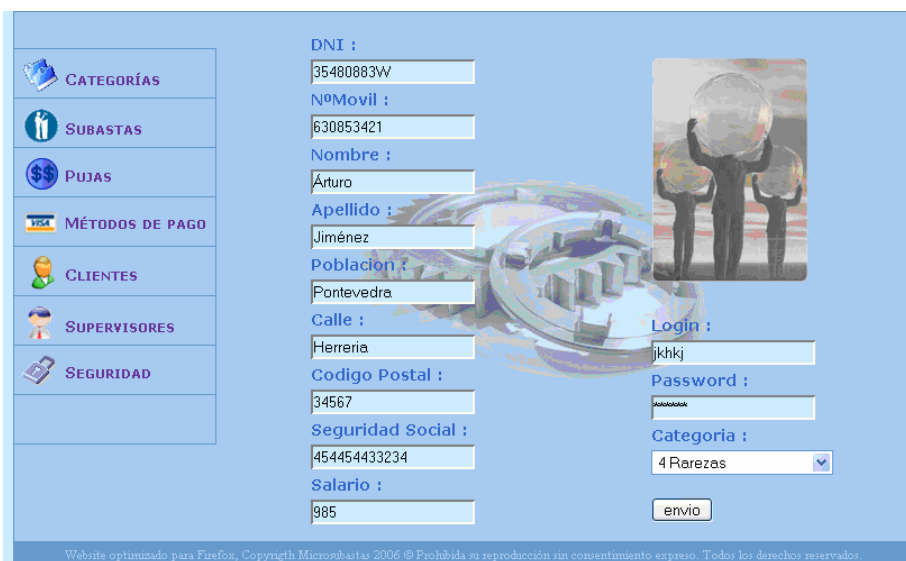 CATEGORÍAS
SUBASTAS
$$ PUJAS
VISA MÉTODOS DE PAGO
CLIENTES
SUPERVISORES
SEGURIDAD
DNI :
35480883W
NºMovil :
630853421
Nombre :
Árturo
Apellido :
Jiménez
Poblacion :
Pontevedra
Calle :
Herreria
Codigo Postal :
34567
Seguridad Social :
454454433234
Salario :
985
Login :
jkhkj
Password :
******
Categoria :
4 Rarezas
envio
Website optimizado para Firefox, Copyrigth Microsubastas 2006 © Prohibida su reproducción sin consentimiento expreso. Todos los derechos reservados.